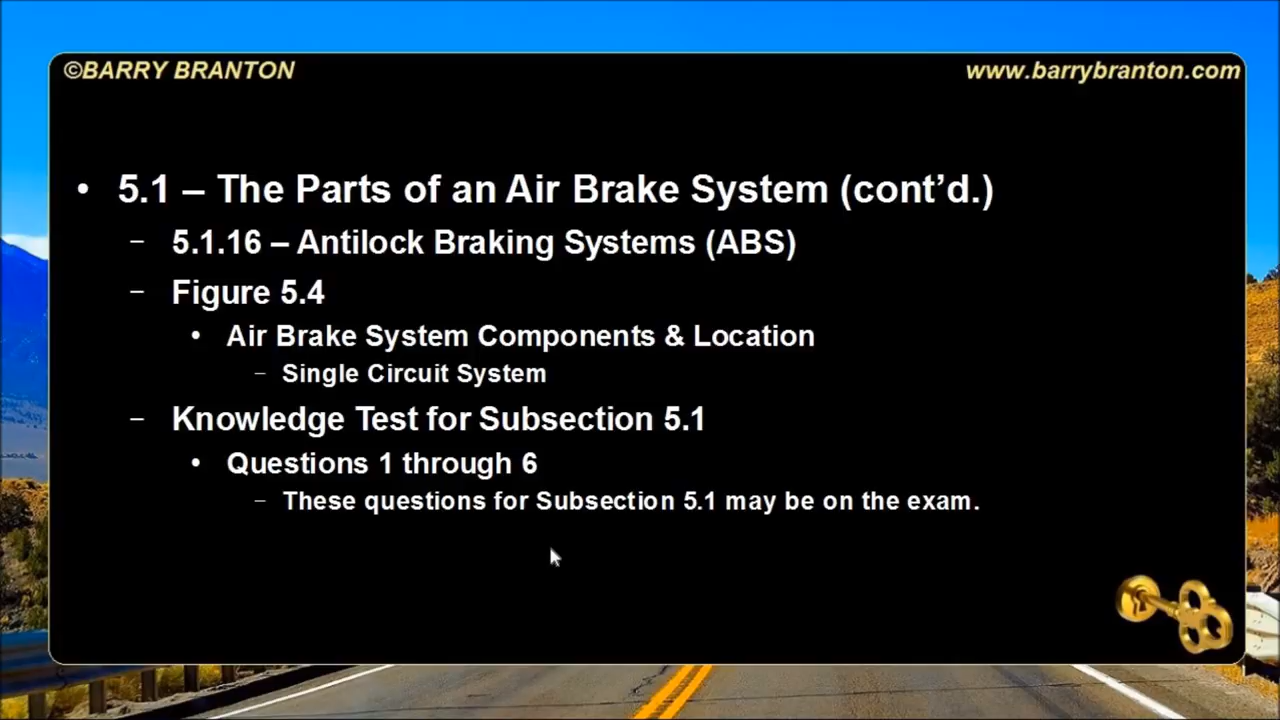 ©BARRY BRANTON
www.barrybranton.com
• 5.1 – The Parts of an Air Brake System (cont’d.)
– 5.1.16 – Antilock Braking Systems (ABS)
– Figure 5.4
• Air Brake System Components & Location
– Single Circuit System
– Knowledge Test for Subsection 5.1
• Questions 1 through 6
– These questions for Subsection 5.1 may be on the exam.